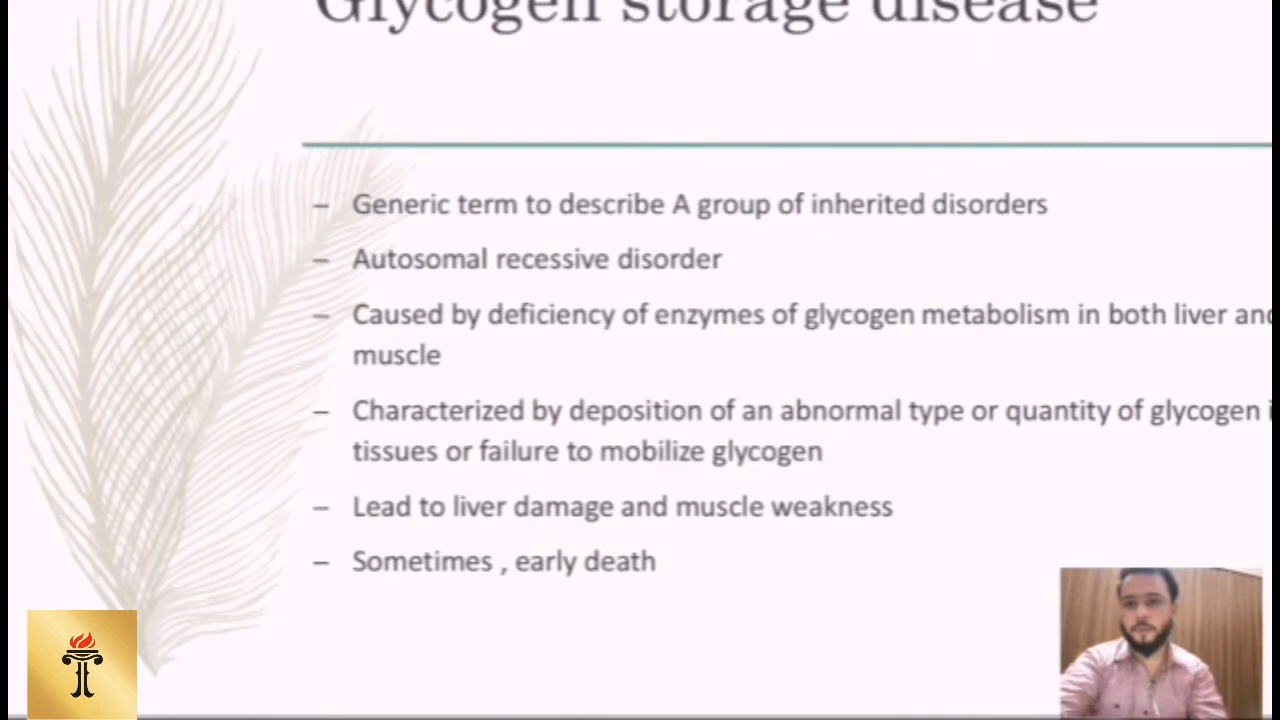 Glycogen storage disease
– Generic term to describe A group of inherited disorders
– Autosomal recessive disorder
– Caused by deficiency of enzymes of glycogen metabolism in both liver
muscle
– Characterized by deposition of an abnormal type or quantity of glycogen
tissues or failure to mobilize glycogen
– Lead to liver damage and muscle weakness
– Sometimes , early death